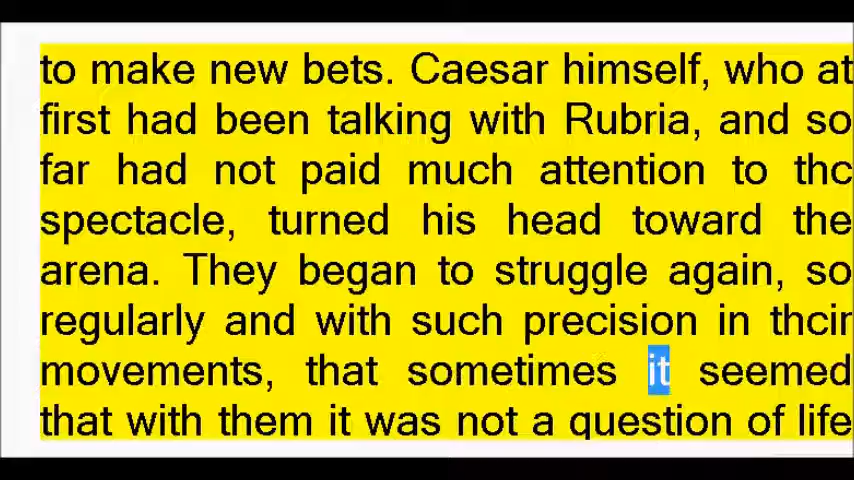 to make new bets. Caesar himself, who at
first had been talking with Rubria, and so
far had not paid much attention to thc
spectacle, turned his head toward the
arena. They began to struggle again, so
regularly and with such precision in thcir
movements, that sometimes it seemed
that with them it was not a question of life